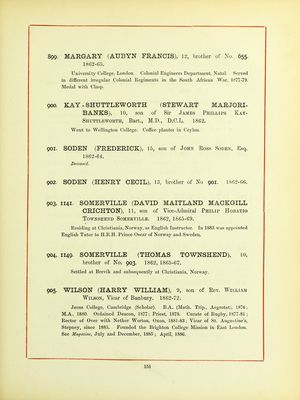 899. MARGARY (AUBYN FRANCIS), 12, brother of No. 655.
1862-65.
University College, London. Colonial Engineers Department, Natal. Served
in different irregular Colonial Regiments in the South African War, 1877-79.
Medal with Clasp.
900. KAY-SHUTTLEWORTH (STEWART MARJORI-
BANKS), 10, son of Sir JAMES PHILLIPS KAY-
SHUTTLEWORTH, Bart., M.D., D.C.L. 1862.
Went to Wellington College. Coffee planter in Ceylon.
901. SODEN (FREDERICK), 15, son of JOHN ROSS SODEN, Esq.
1862-64.
Deceased.
902. SODEN (HENRY CECIL), 13, brother of No 901. 1862-66.
903, 1141. SOMERVILLE (DAVID MAITLAND MACKGILL
CRICHTON), 11, son of Vice-Admiral PHILIP HORATIO
TOWNSHEND SOMERVILLE. 1862, 1865-69.
Residing at Christiania, Norway, as English Instructor. In 1883 was appointed
English Tutor to H.R.H. Prince Oscar of Norway and Sweden.
904, 1149. SOMERVILLE (THOMAS TOWNSHEND), 10,
brother of No. 903. 1862, 1865-67.
Settled at Brevik and subsequently at Christiania, Norway.
905. WILSON (HARRY WILLIAM), 9, son of Rev. WILLIAM
WILSON, Vicar of Banbury. 1862-72.
Jesus College, Cambridge (Scholar). B.A. (Math. Trip., Aegrotat), 1876;
M.A., 1880. Ordained Deacon, 1877; Priest, 1878. Curate of Rugby, 1877-81;
Rector of Over with Nether Worton, Oxon, 1881-83; Vicar of St. Augustine's,
Stepney, since 1883. Founded the Brighton College Mission in East London.
See Magazine, July and December, 1885; April, 1886.